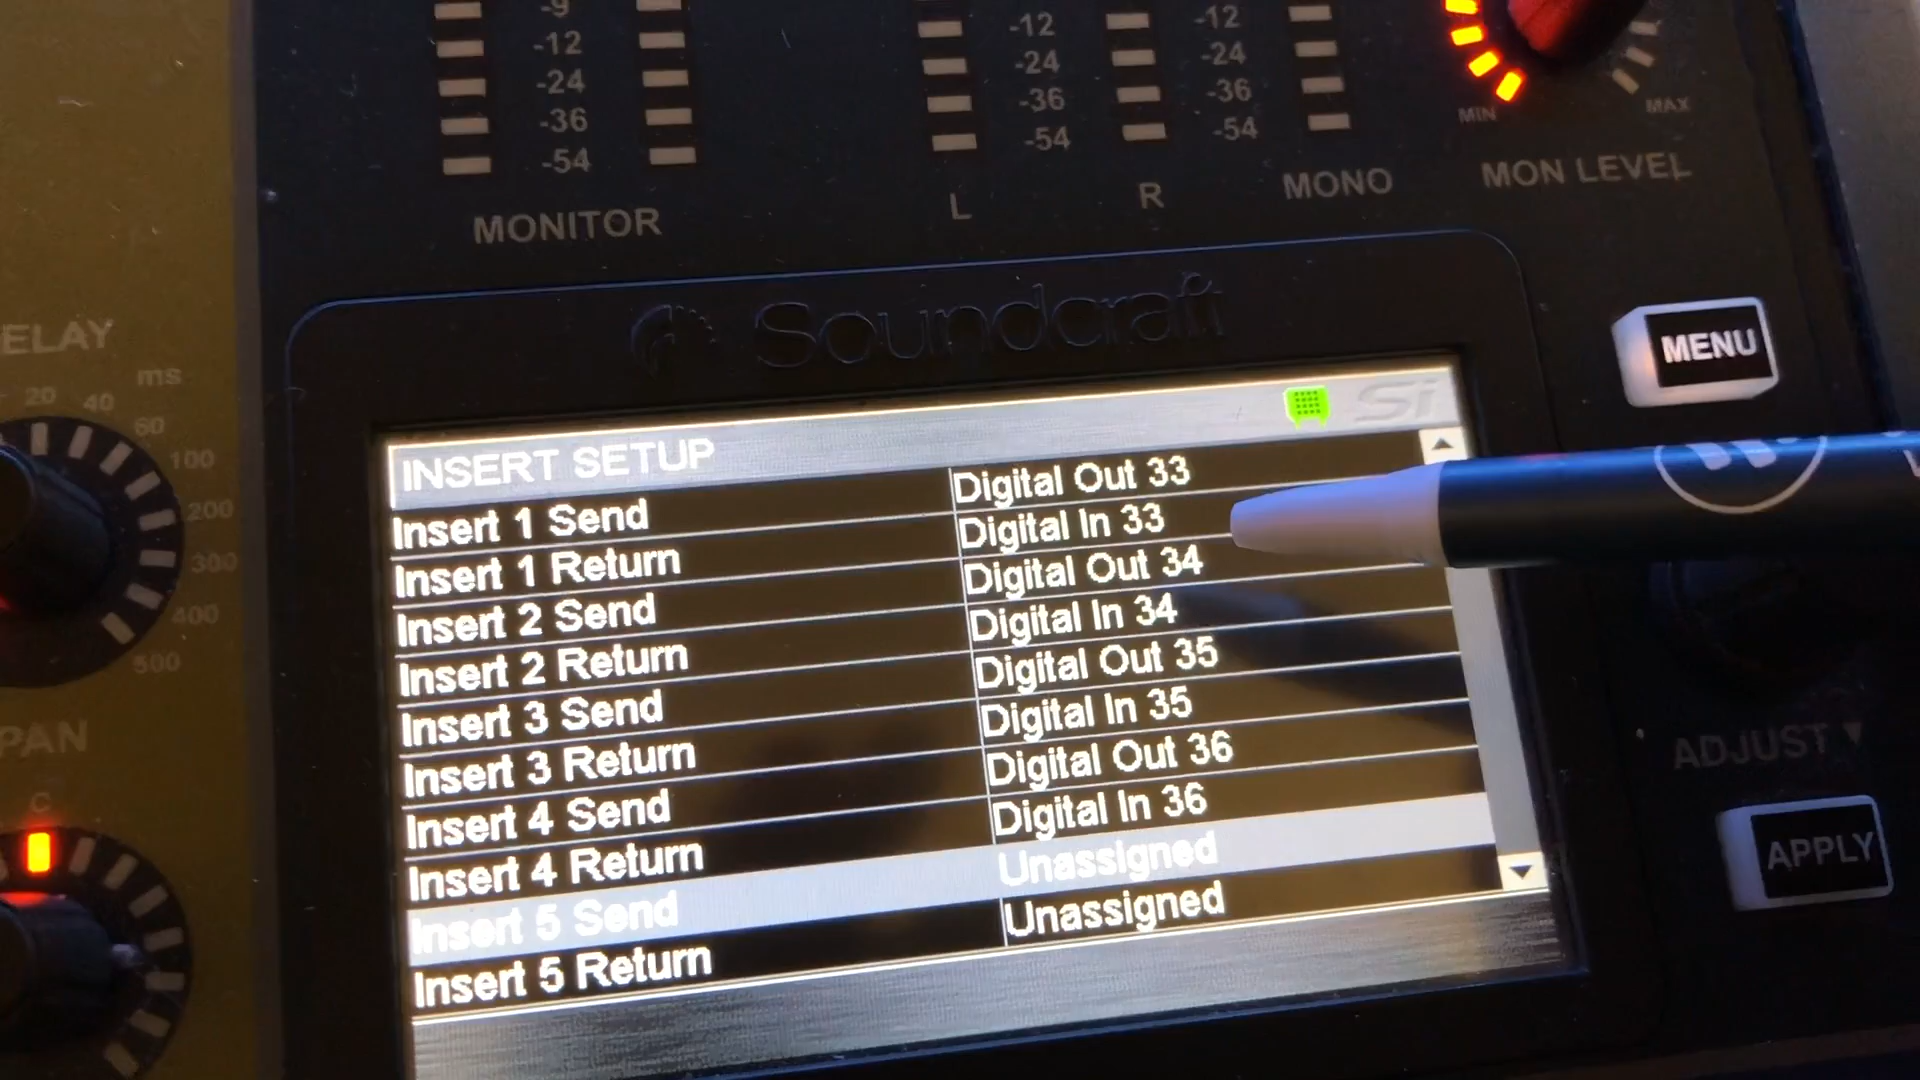 -9
-12 -12 -12
-24 -24 -24
-36 -36 -36
-54 -54 -54
MIN MAX
MONITOR L R MONO MON LEVEL
Soundcraft
ELAY
ms
20 40 60 100 200 300 400 500
MENU
Si
INSERT SETUP
Insert 1 Send Digital Out 33
Insert 1 Return Digital In 33
Insert 2 Send Digital Out 34
Insert 2 Return Digital In 34
Insert 3 Send Digital Out 35
Insert 3 Return Digital In 35
Insert 4 Send Digital Out 36
Insert 4 Return Digital In 36
Insert 5 Send Unassigned
Insert 5 Return Unassigned
PAN
C
ADJUST ▼
APPLY